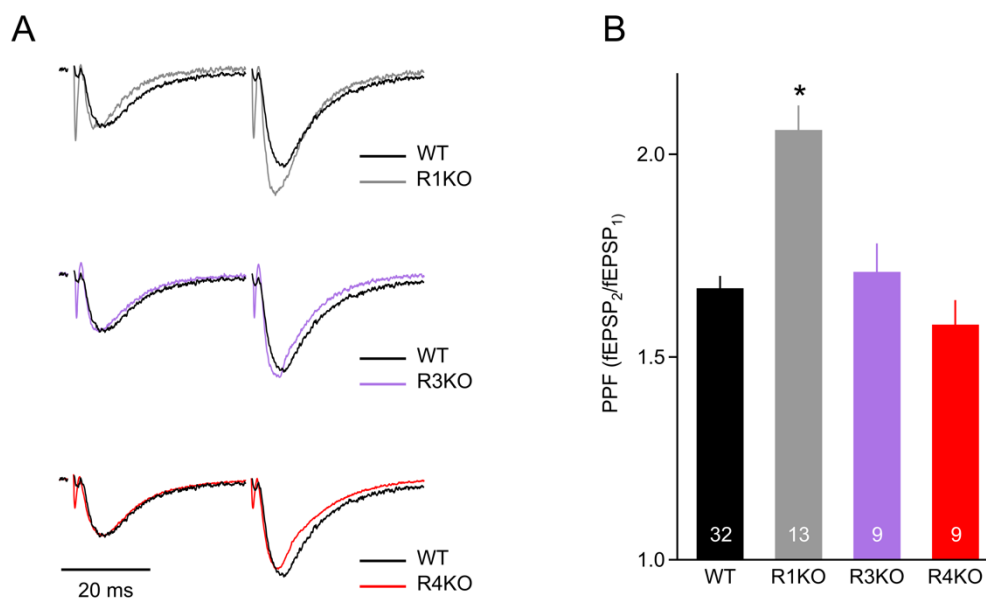 A
WT
R1KO
WT
R3KO
WT
R4KO
20 ms
B
PPF (fEPSP2/fEPSP1)
2.0
1.5
1.0
*
32
13
9
9
WT
R1KO
R3KO
R4KO